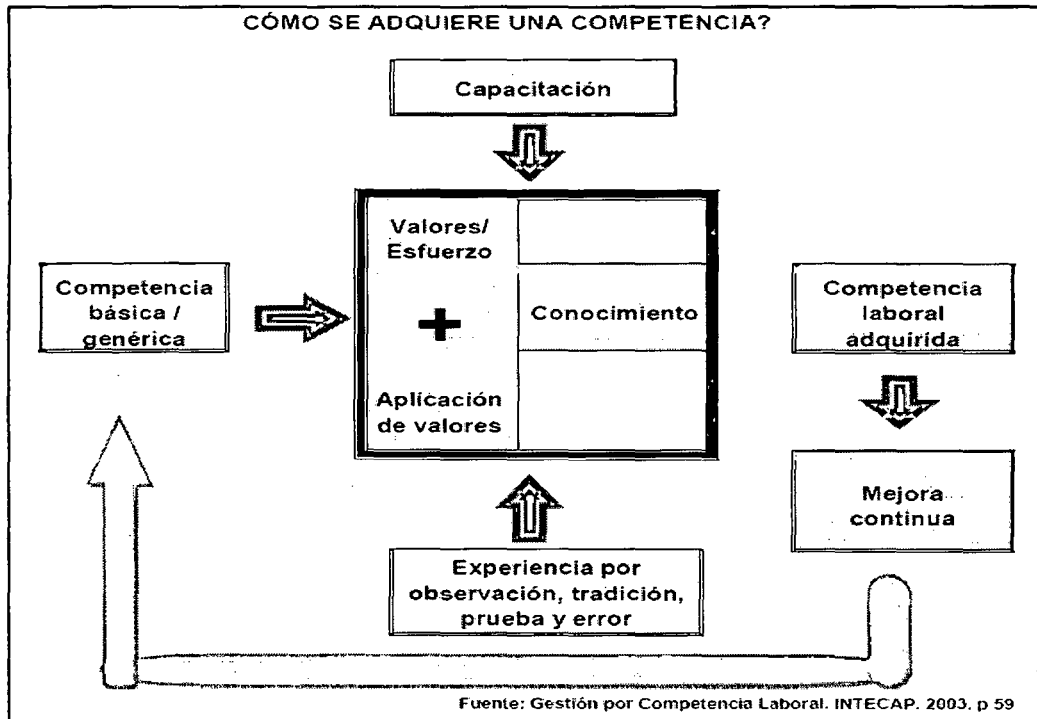 CÓMO SE ADQUIERE UNA COMPETENCIA?
Capacitación
Valores/
Esfuerzo
+
Aplicación
de valores
Conocimiento
Competencia
básica /
genérica
Competencia
laboral
adquirida
Mejora
continua
Experiencia por
observación, tradición,
prueba y error
Fuente: Gestión por Competencia Laboral. INTECAP. 2003. p 59